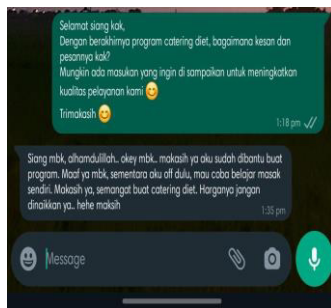 Selamat siang kak,
Dengan berakhirnya program catering diet, bagaimana kesan dan
pesannya kak?
Mungkin ada masukan yang ingin di sampaikan untuk meningkatkan
kualitas pelayanan kami 😊
Trimakasih 😊
1:18 pm
Siang mbk, alhamdulillah.. okey mbk.. makasih ya aku sudah dibantu buat
program. Maaf ya mbk, sementara aku off dulu, mau coba belajar masak
sendiri. Makasih ya, semangat buat catering diet. Harganya jangan
dinaikkan ya.. hehe maksih
1:35 pm
Message